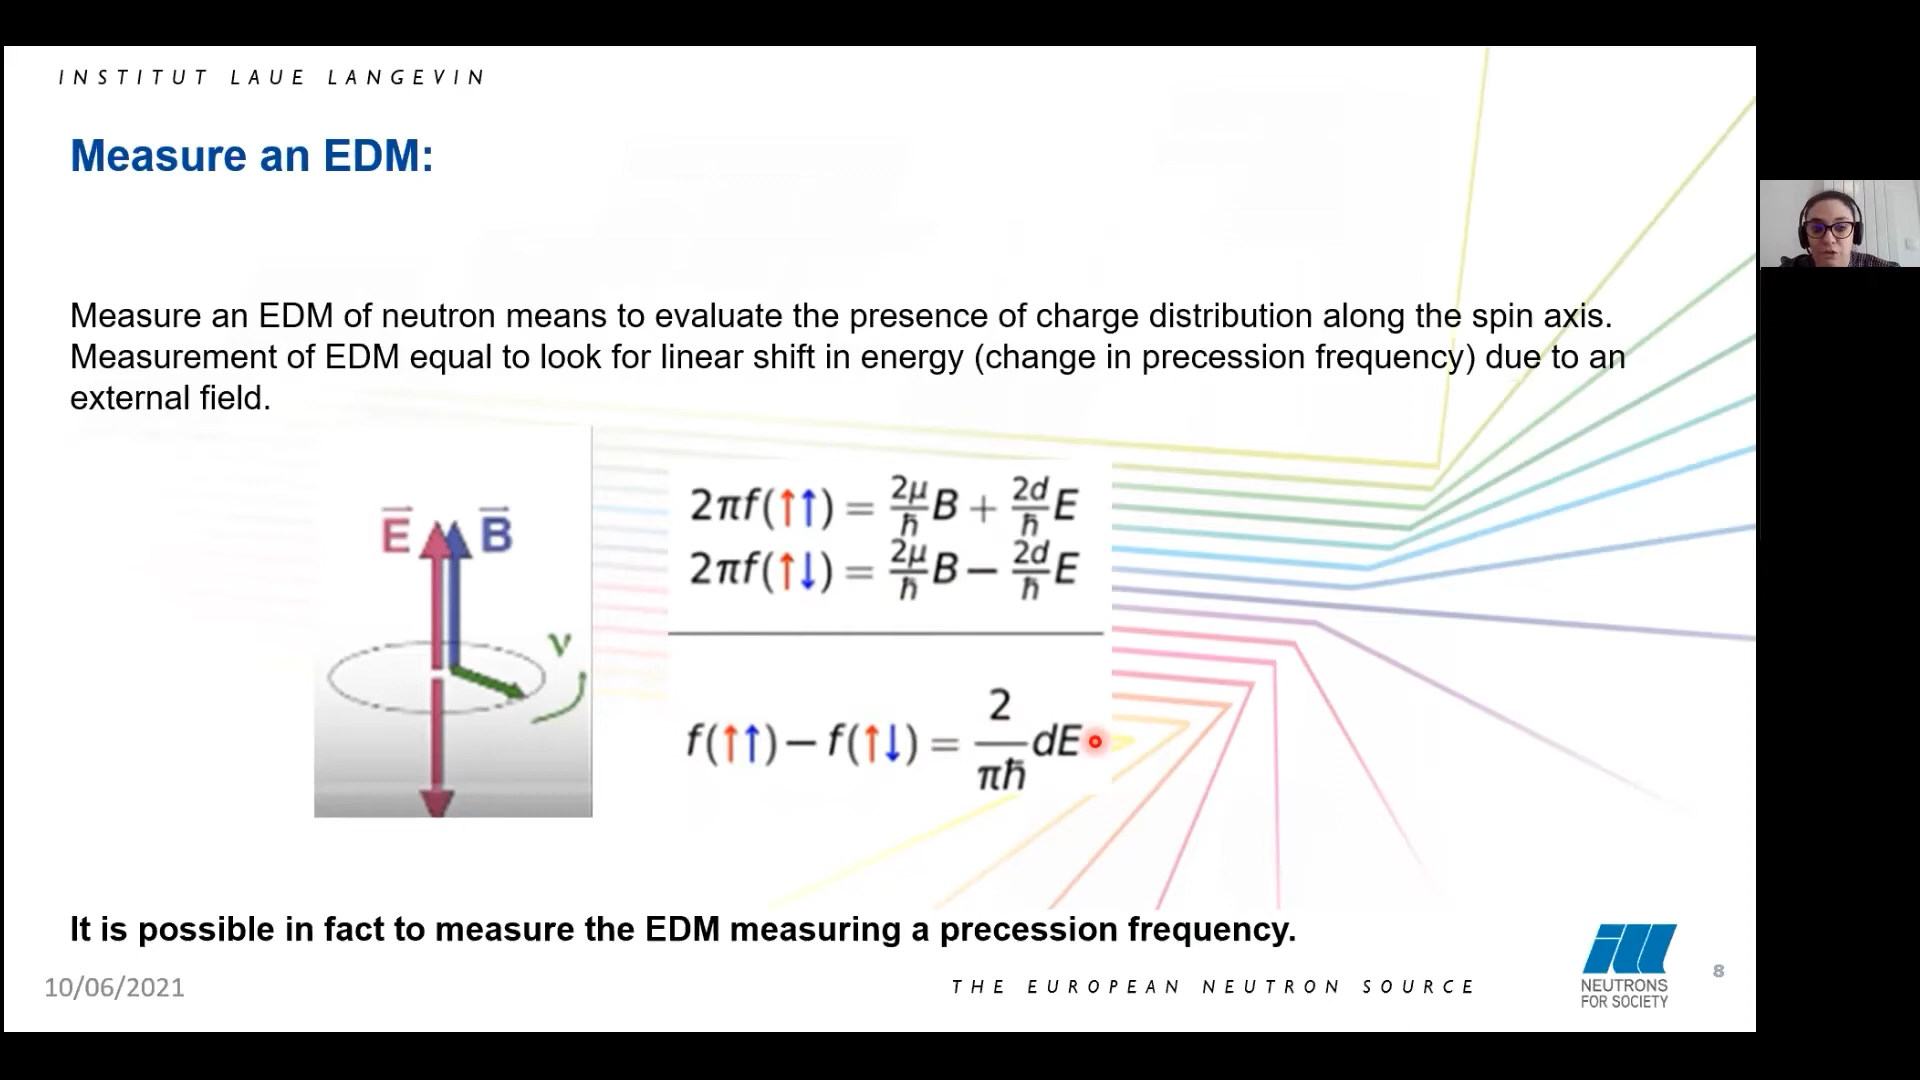 INSTITUT LAUE LANGEVIN
Measure an EDM:
Measure an EDM of neutron means to evaluate the presence of charge distribution along the spin axis.
Measurement of EDM equal to look for linear shift in energy (change in precession frequency) due to an
external field.
E B
ν
2πf(↑↑) = 2μ/ħ B + 2d/ħ E
2πf(↑↓) = 2μ/ħ B − 2d/ħ E
f(↑↑) − f(↑↓) = 2/πħ dE
It is possible in fact to measure the EDM measuring a precession frequency.
10/06/2021
THE EUROPEAN NEUTRON SOURCE
ill
NEUTRONS
FOR SOCIETY
8